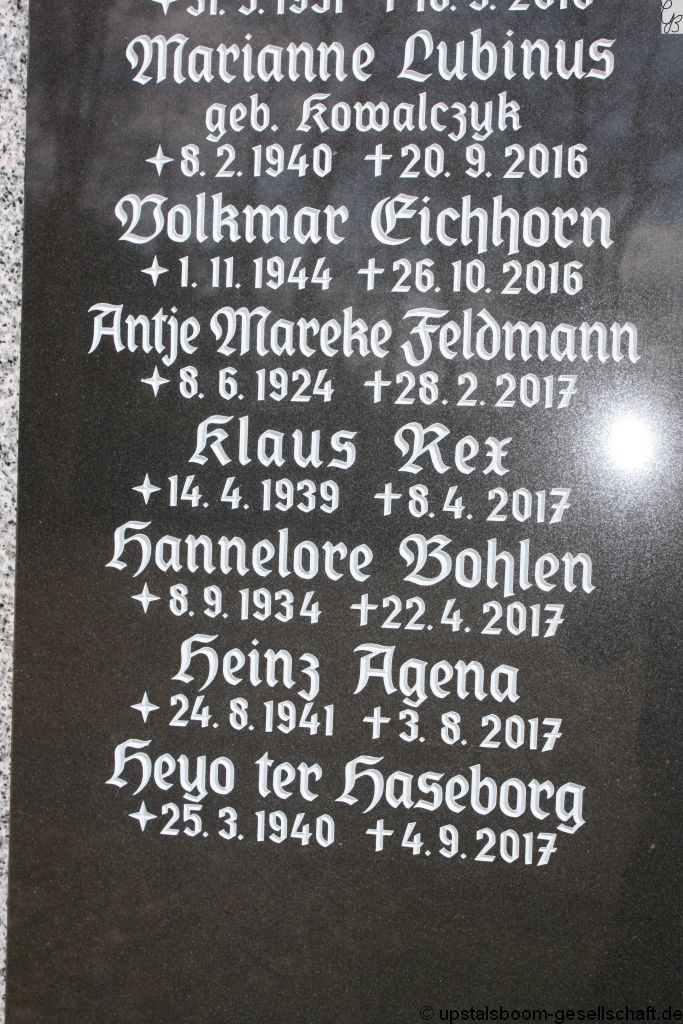 Marianne Lubinus
geb. Kowalczyk
✦ 8. 2. 1940 † 20. 9. 2016
Volkmar Eichhorn
✦ 1. 11. 1944 † 26. 10. 2016
Antje Mareke Feldmann
✦ 8. 6. 1924 † 28. 2. 2017
Klaus Rex
✦ 14. 4. 1939 † 8. 4. 2017
Hannelore Bohlen
✦ 8. 9. 1934 † 22. 4. 2017
Heinz Agena
✦ 24. 8. 1941 † 3. 8. 2017
Heyo ter Haseborg
✦ 25. 3. 1940 † 4. 9. 2017
© upstalsboom-gesellschaft.de